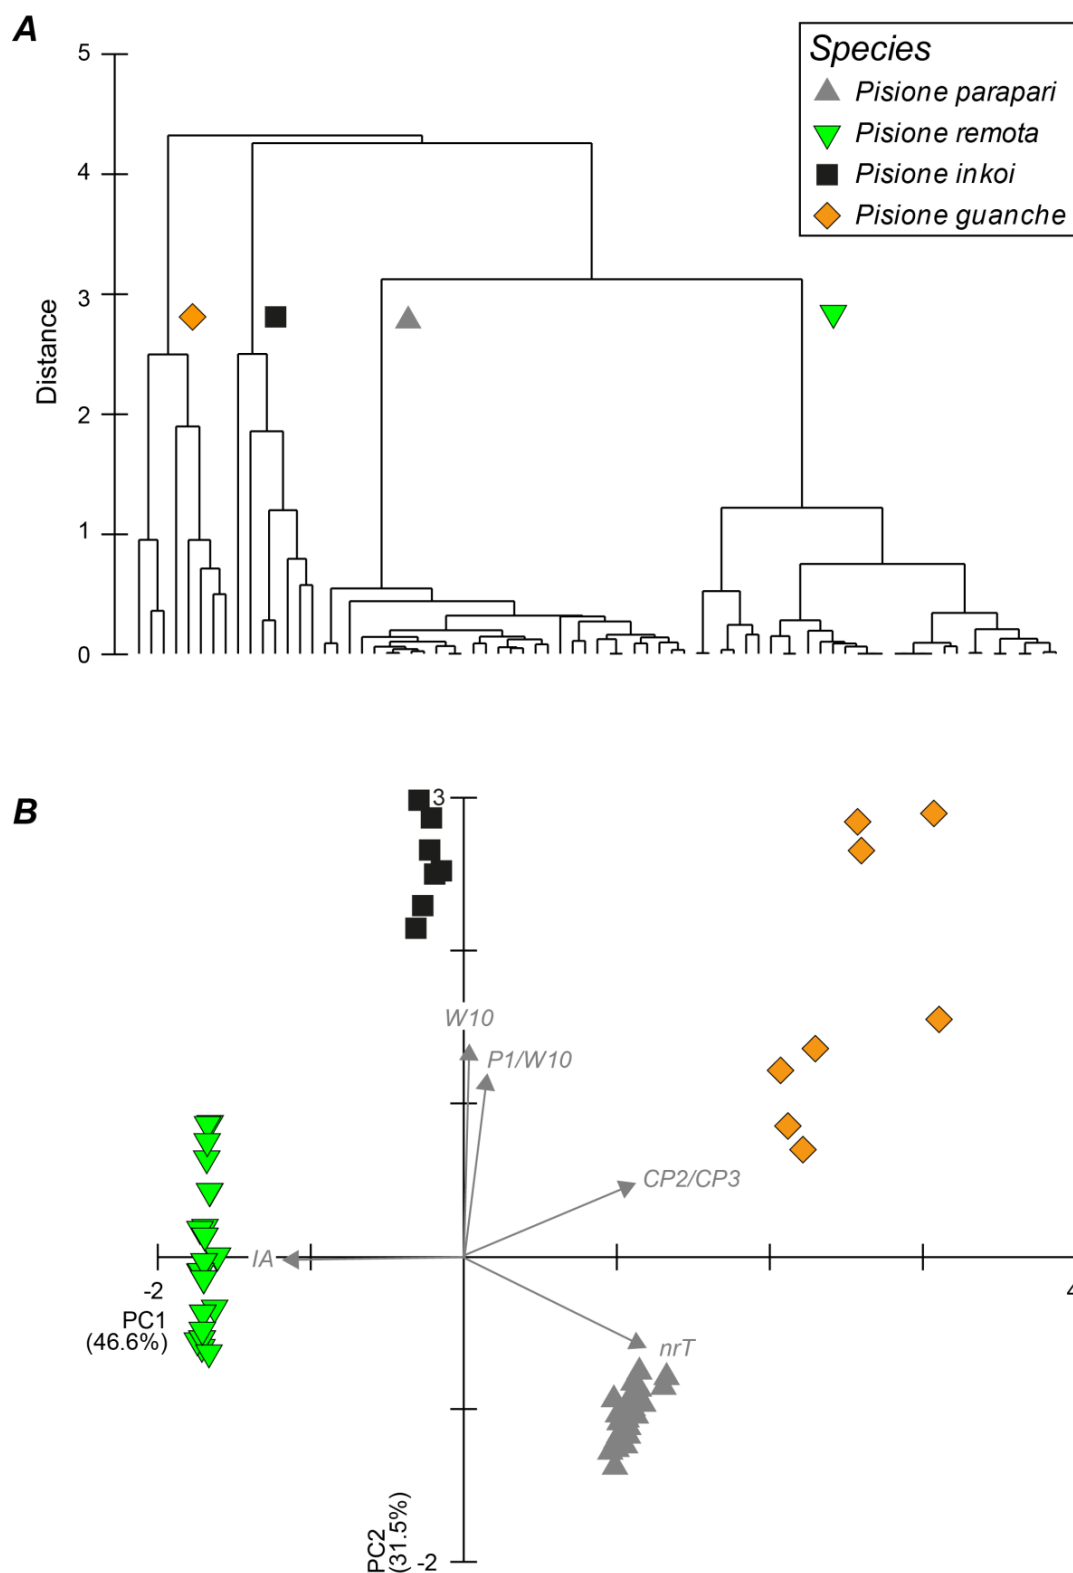 A
5
4
3
2
1
0
Distance
Species
Pisione parapari
Pisione remota
Pisione inkoi
Pisione guanche
B
3
W10
P1/W10
CP2/CP3
IA
-2
4
PC1
(46.6%)
nrT
PC2
(31.5%)
-2